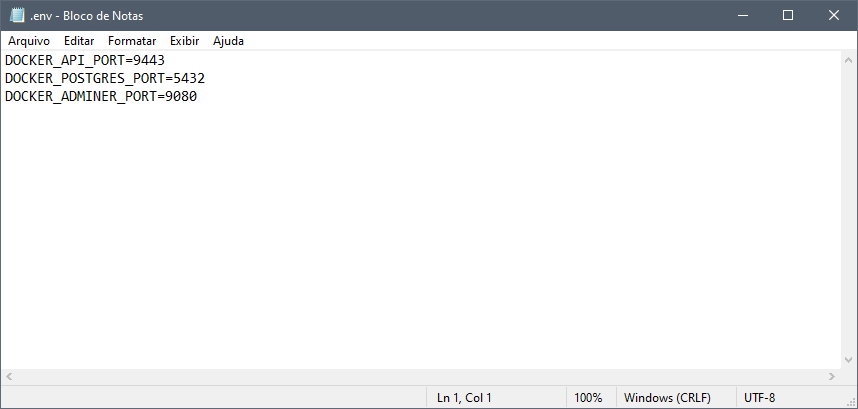 .env - Bloco de Notas
Arquivo Editar Formatar Exibir Ajuda
DOCKER_API_PORT=9443
DOCKER_POSTGRES_PORT=5432
DOCKER_ADMINER_PORT=9080
Ln 1, Col 1 100% Windows (CRLF) UTF-8